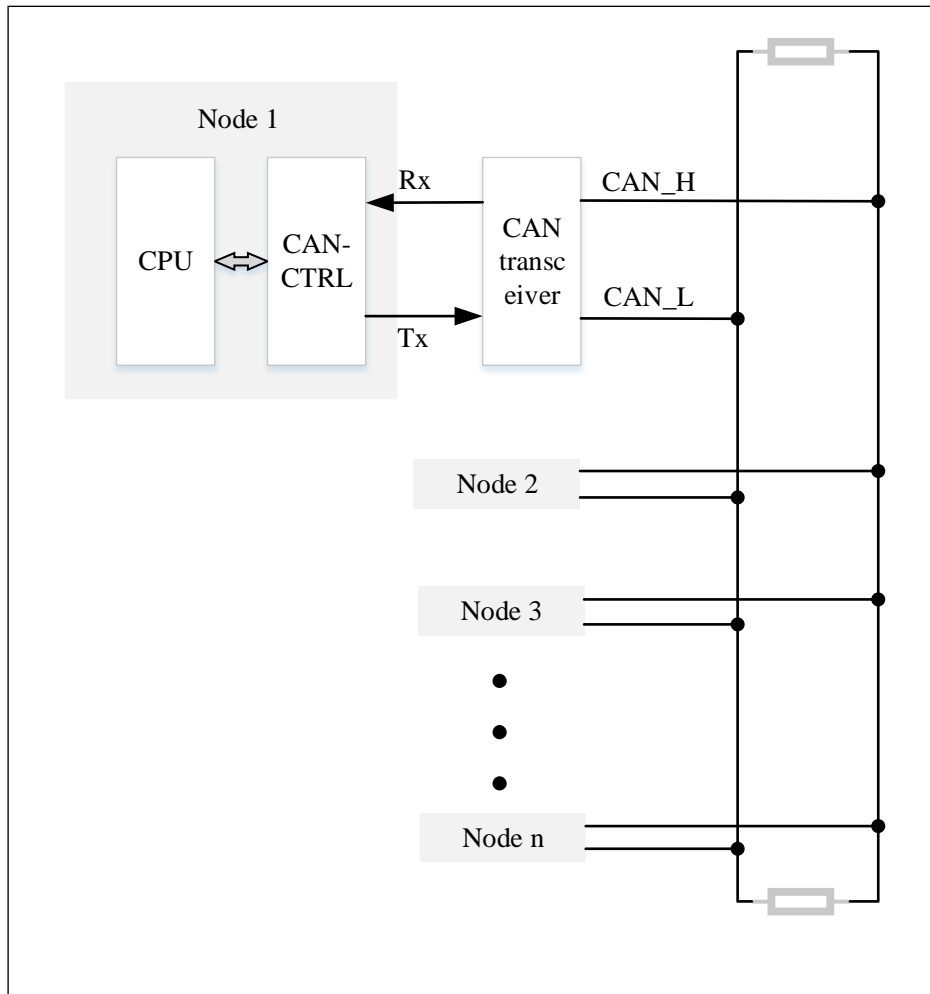 Node 1
CPU
CAN-
CTRL
Rx
Tx
CAN
transc
eiver
CAN_H
CAN_L
Node 2
Node 3
Node n